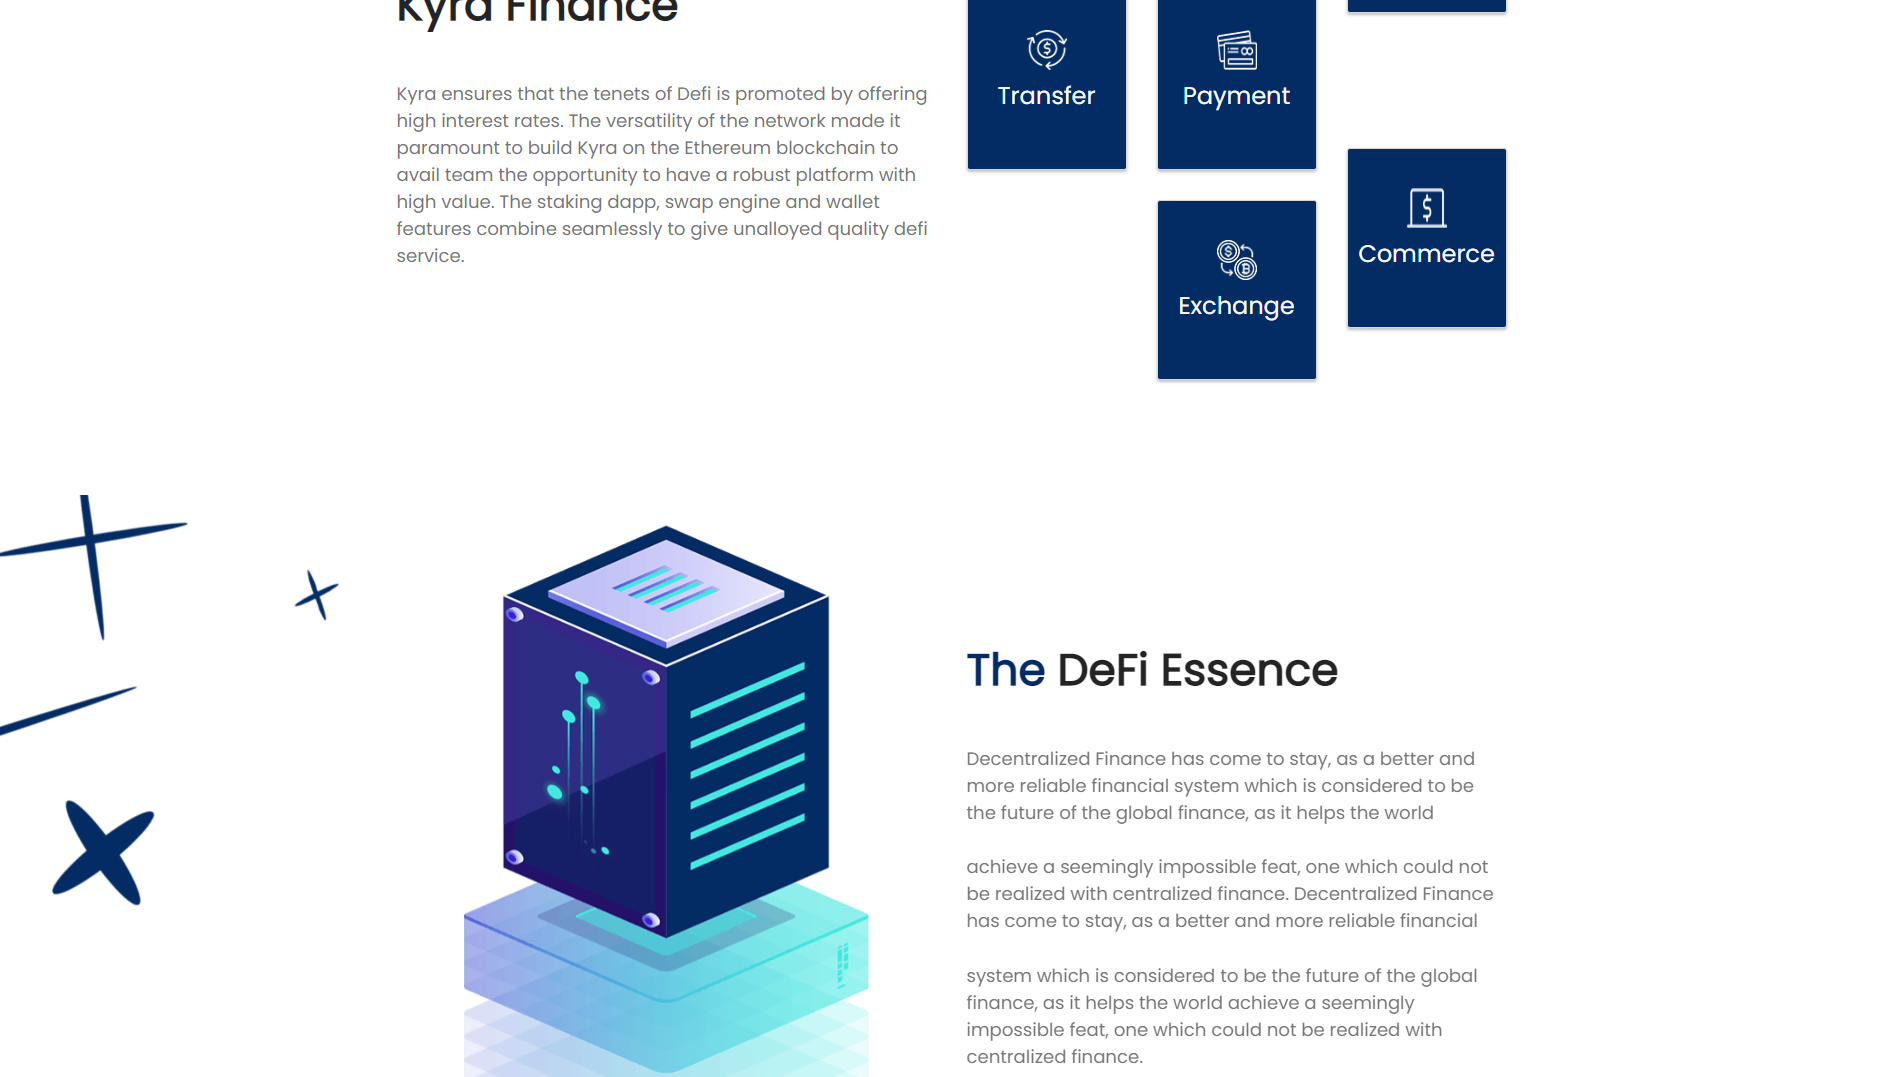 Kyra Finance
Kyra ensures that the tenets of Defi is promoted by offering
high interest rates. The versatility of the network made it
paramount to build Kyra on the Ethereum blockchain to
avail team the opportunity to have a robust platform with
high value. The staking dapp, swap engine and wallet
features combine seamlessly to give unalloyed quality defi
service.
Transfer
Payment
Commerce
Exchange
The DeFi Essence
Decentralized Finance has come to stay, as a better and
more reliable financial system which is considered to be
the future of the global finance, as it helps the world
achieve a seemingly impossible feat, one which could not
be realized with centralized finance. Decentralized Finance
has come to stay, as a better and more reliable financial
system which is considered to be the future of the global
finance, as it helps the world achieve a seemingly
impossible feat, one which could not be realized with
centralized finance.